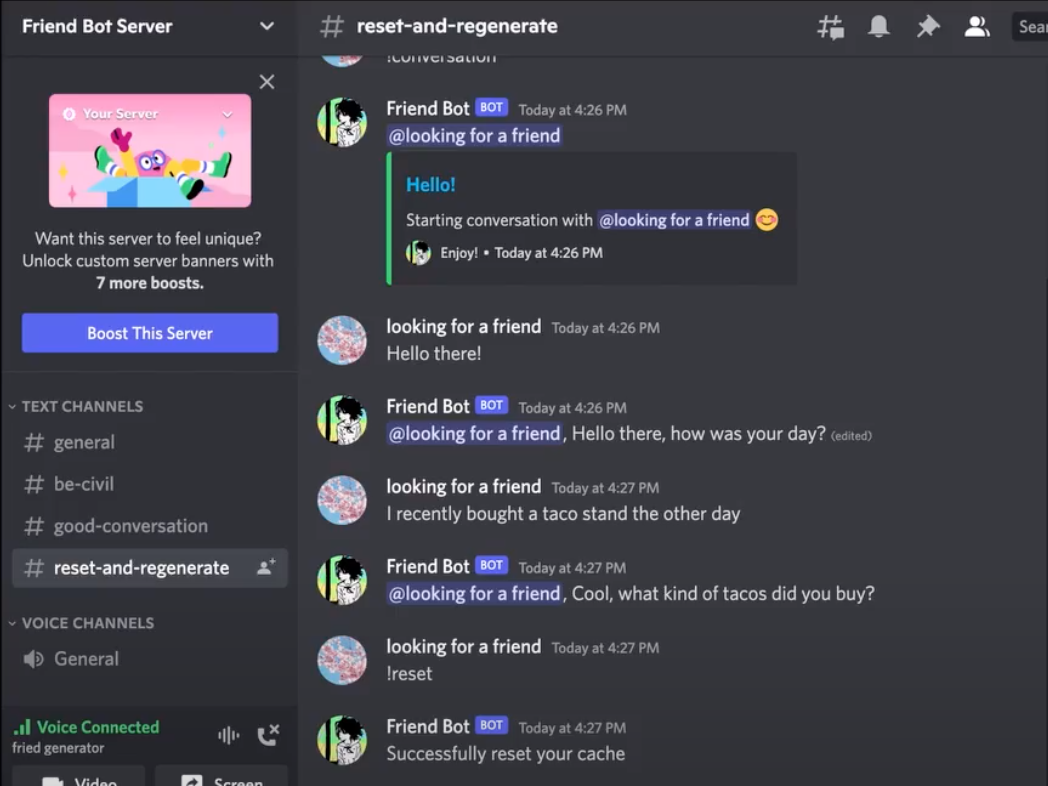 Friend Bot Server
Your Server
Want this server to feel unique?
Unlock custom server banners with
7 more boosts.
Boost This Server
TEXT CHANNELS
# general
# be-civil
# good-conversation
# reset-and-regenerate
VOICE CHANNELS
General
Voice Connected
fried generator
Video
Screen
# reset-and-regenerate
!conversation
Friend Bot BOT Today at 4:26 PM
@looking for a friend
Hello!
Starting conversation with @looking for a friend 😊
Enjoy! • Today at 4:26 PM
looking for a friend Today at 4:26 PM
Hello there!
Friend Bot BOT Today at 4:26 PM
@looking for a friend, Hello there, how was your day? (edited)
looking for a friend Today at 4:27 PM
I recently bought a taco stand the other day
Friend Bot BOT Today at 4:27 PM
@looking for a friend, Cool, what kind of tacos did you buy?
looking for a friend Today at 4:27 PM
!reset
Friend Bot BOT Today at 4:27 PM
Successfully reset your cache